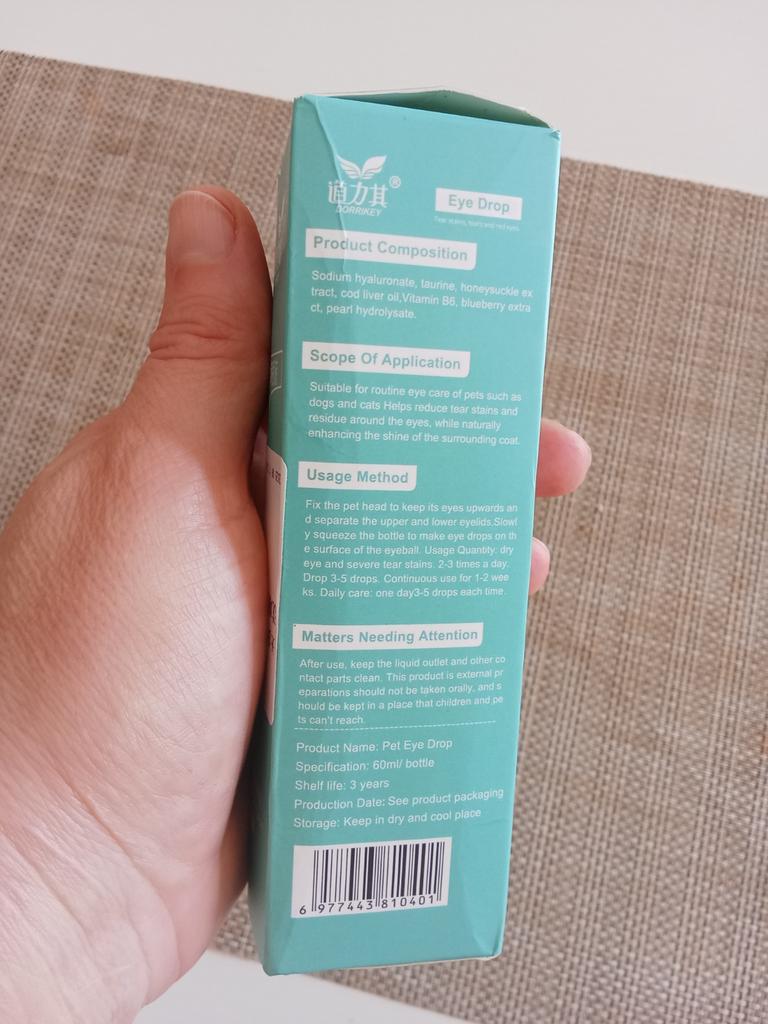 道力其®
DORRIKEY
Eye Drop
Tear stains, tears and red eyes
Product Composition
Sodium hyaluronate, taurine, honeysuckle ex
tract, cod liver oil,Vitamin B6, blueberry extra
ct, pearl hydrolysate.
Scope Of Application
Suitable for routine eye care of pets such as
dogs and cats Helps reduce tear stains and
residue around the eyes, while naturally
enhancing the shine of the surrounding coat.
Usage Method
Fix the pet head to keep its eyes upwards an
d separate the upper and lower eyelids.Slowl
y squeeze the bottle to make eye drops on th
e surface of the eyeball. Usage Quantity: dry
eye and severe tear stains. 2-3 times a day.
Drop 3-5 drops. Continuous use for 1-2 wee
ks. Daily care: one day3-5 drops each time.
Matters Needing Attention
After use, keep the liquid outlet and other co
ntact parts clean. This product is external pr
eparations should not be taken orally, and s
hould be kept in a place that children and pe
ts can't reach.
Product Name: Pet Eye Drop
Specification: 60ml/ bottle
Shelf life: 3 years
Production Date: See product packaging
Storage: Keep in dry and cool place
6 977443 810401